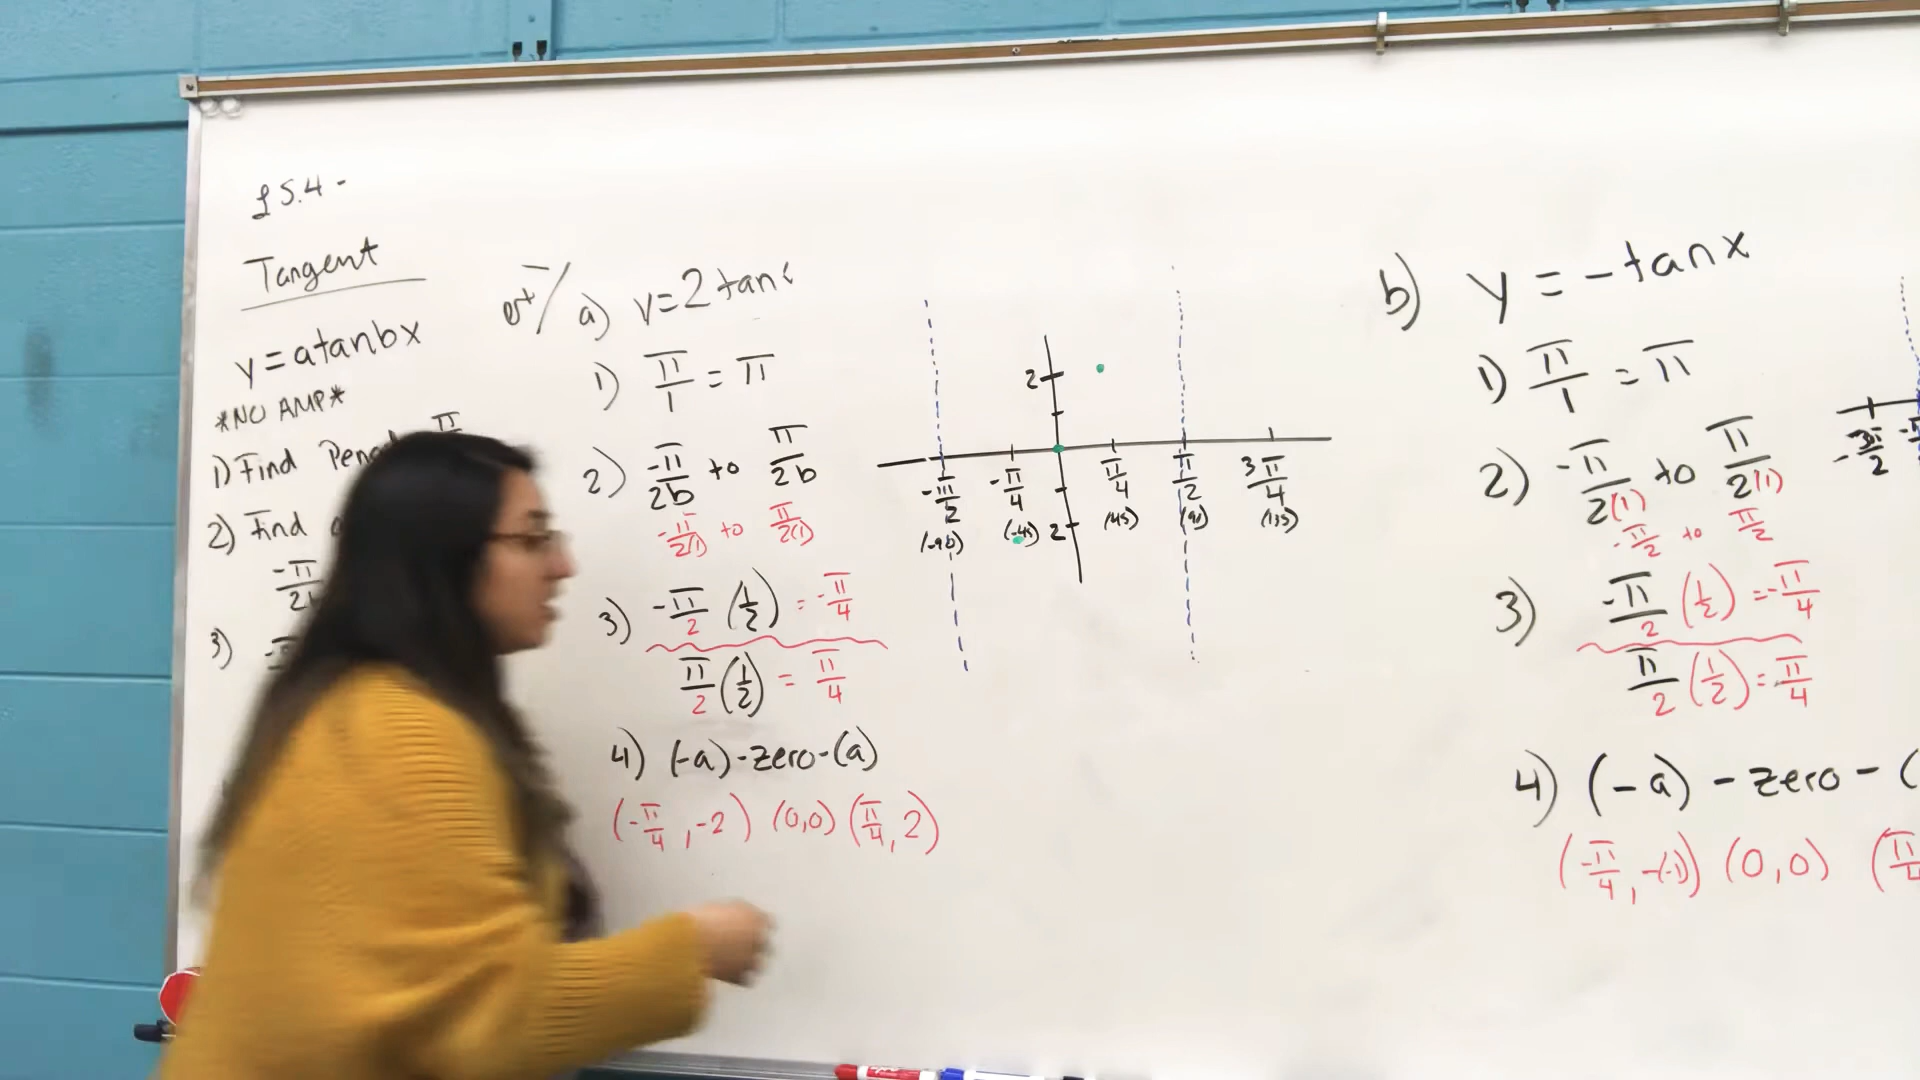 § 5.4 -
Tangent
y = a tan bx
*NO AMP*
1) Find
π
2) Find
-π
3)
a) y = 2 tan
1) π/1 = π
2) -π/2b to π/2b
-π/2(1) to π/2(1)
3) -π/2 (1/2) = -π/4
π/2 (1/2) = π/4
4) (-a) - zero - (a)
(-π/4, -2) (0,0) (π/4, 2)
2
-π/2 -π/4 π/4 π/2 3π/4
(-90) (-45) 2 (45) (90) (135)
b) y = -tan x
1) π/1 = π
2) -π/2(1) to π/2(1)
-π/2 to π/2
3) -π/2 (1/2) = -π/4
π/2 (1/2) = π/4
4) (-a) - zero - (
(-π/4, -(-1)) (0,0) (π/4
-3π/2